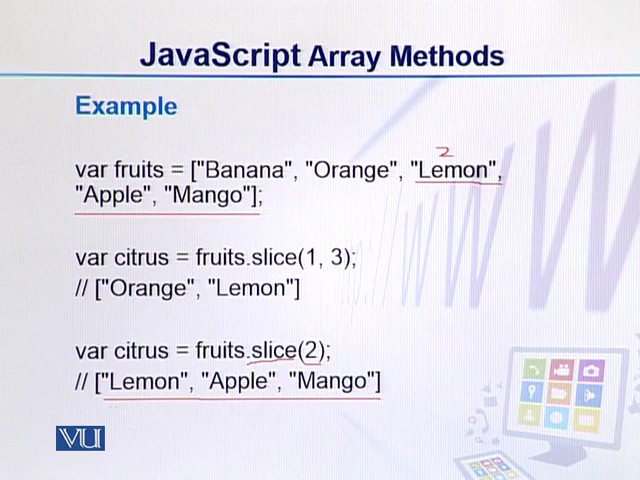 JavaScript Array Methods
Example
2
var fruits = ["Banana", "Orange", "Lemon",
"Apple", "Mango"];
var citrus = fruits.slice(1, 3);
// ["Orange", "Lemon"]
var citrus = fruits.slice(2);
// ["Lemon", "Apple", "Mango"]
VU